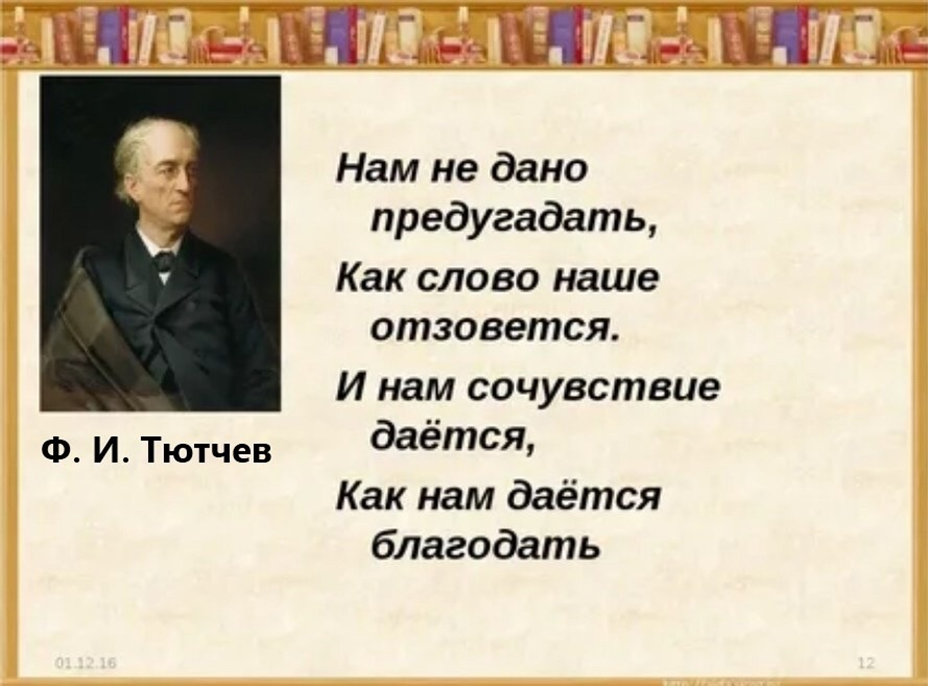 Нам не дано
предугадать,
Как слово наше
отзовется.
И нам сочувствие
даётся,
Как нам даётся
благодать
Ф. И. Тютчев
01.12.16
12